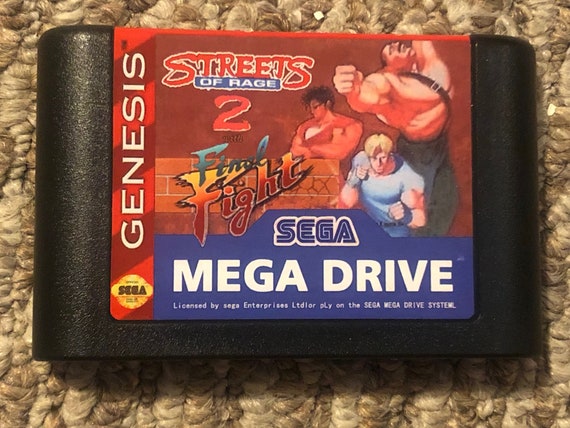 GENESIS
STREETS
OF RAGE
2
Final
Fight
SEGA
MEGA DRIVE
Licensed by sega Enterprises Ltdlor pLy on the SEGA MEGA DRIVE SYSTEML
SEGA